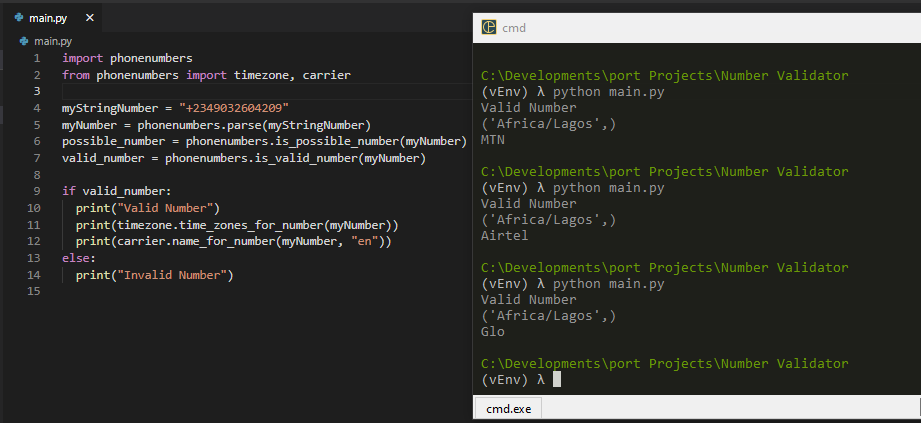 main.py
main.py
1 import phonenumbers
2 from phonenumbers import timezone, carrier
3
4 myStringNumber = "+2349032604209"
5 myNumber = phonenumbers.parse(myStringNumber)
6 possible_number = phonenumbers.is_possible_number(myNumber)
7 valid_number = phonenumbers.is_valid_number(myNumber)
8
9 if valid_number:
10 print("Valid Number")
11 print(timezone.time_zones_for_number(myNumber))
12 print(carrier.name_for_number(myNumber, "en"))
13 else:
14 print("Invalid Number")
15
cmd
C:\Developments\port Projects\Number Validator
(vEnv) λ python main.py
Valid Number
('Africa/Lagos',)
MTN
C:\Developments\port Projects\Number Validator
(vEnv) λ python main.py
Valid Number
('Africa/Lagos',)
Airtel
C:\Developments\port Projects\Number Validator
(vEnv) λ python main.py
Valid Number
('Africa/Lagos',)
Glo
C:\Developments\port Projects\Number Validator
(vEnv) λ
cmd.exe